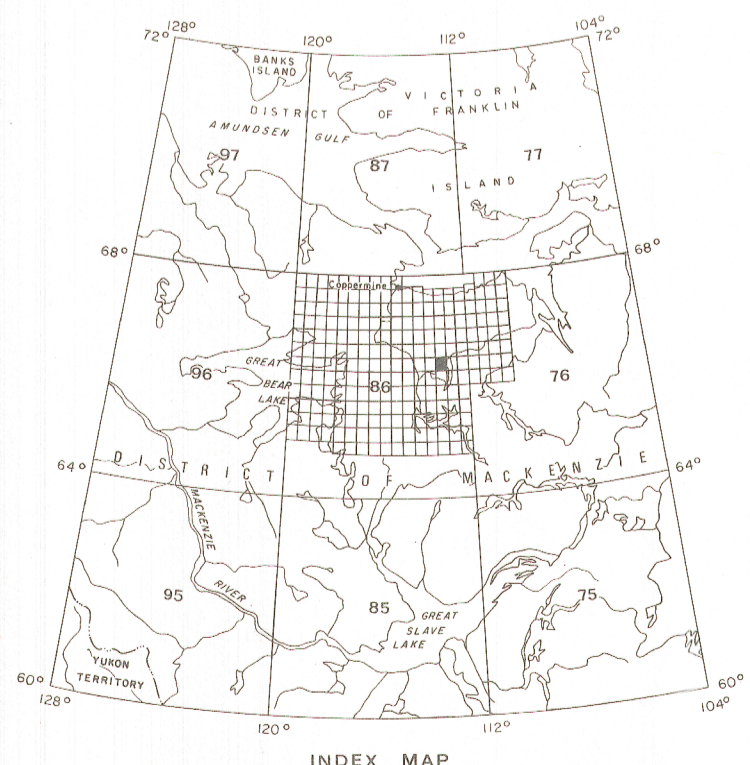 128° 120° 112° 104°
72° 72°
BANKS
ISLAND
VICTORIA
DISTRICT OF FRANKLIN
AMUNDSEN GULF
97 87 77
ISLAND
68° 68°
Coppermine
GREAT
96 86 76
BEAR
LAKE
DISTRICT OF MACKENZIE
64° 64°
MACKENZIE
RIVER
95 85 75
GREAT
SLAVE
LAKE
YUKON
TERRITORY
60° 60°
128° 104°
120° 112°
INDEX MAP